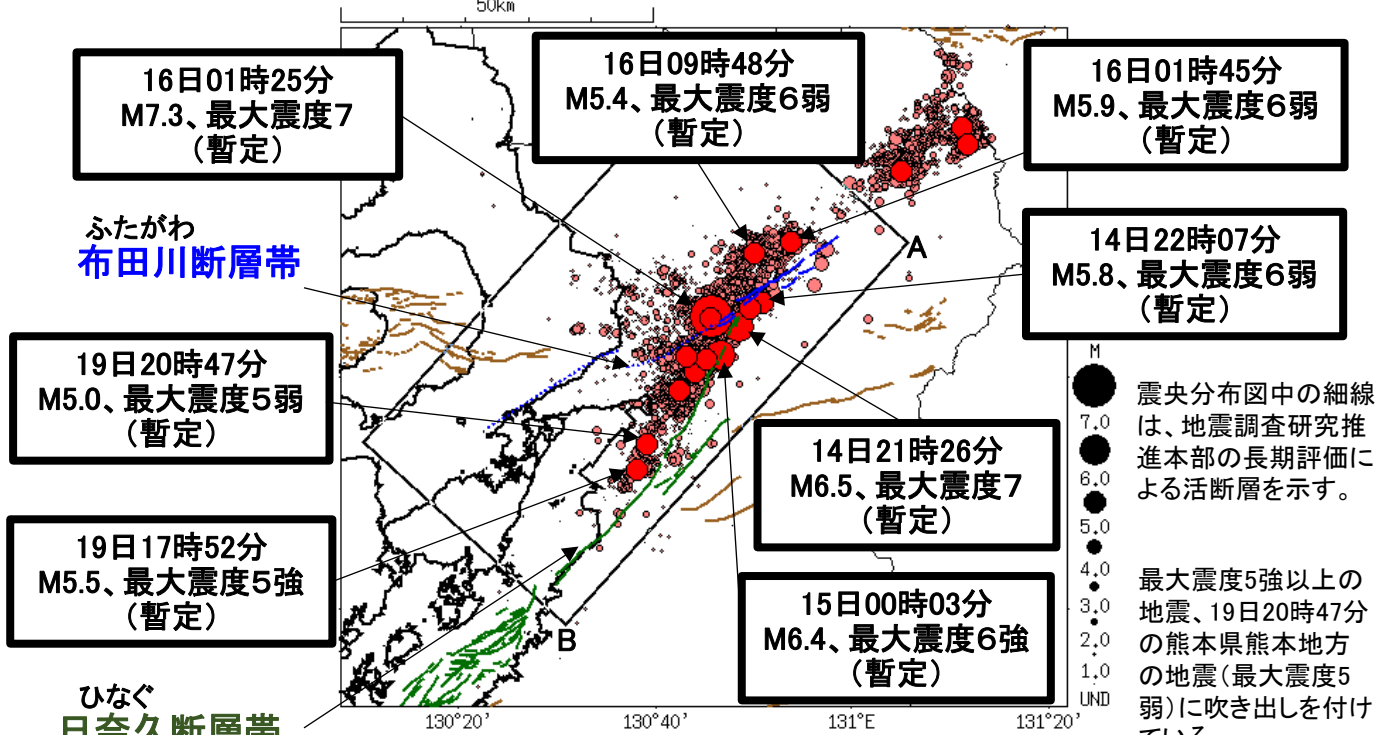 50km
16日01時25分
M7.3、最大震度7
（暫定）
16日09時48分
M5.4、最大震度6弱
（暫定）
16日01時45分
M5.9、最大震度6弱
（暫定）
ふたがわ
布田川断層帯
A
14日22時07分
M5.8、最大震度6弱
（暫定）
19日20時47分
M5.0、最大震度5弱
（暫定）
14日21時26分
M6.5、最大震度7
（暫定）
19日17時52分
M5.5、最大震度5強
（暫定）
15日00時03分
M6.4、最大震度6強
（暫定）
B
ひなぐ
日奈久断層帯
M
7.0
6.0
5.0
4.0
3.0
2.0
1.0
UND
震央分布図中の細線
は、地震調査研究推
進本部の長期評価に
よる活断層を示す。
最大震度5強以上の
地震、19日20時47分
の熊本県熊本地方
の地震（最大震度5
弱）に吹き出しを付け
ている
130°20'
130°40'
131°E
131°20'